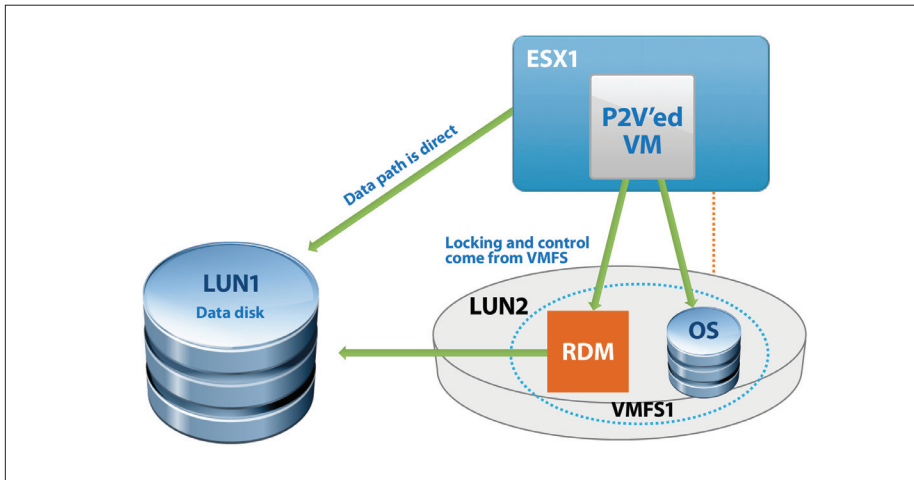 ESX1
P2V’ed
VM
Data path is direct
Locking and control
come from VMFS
LUN1
Data disk
LUN2
RDM
OS
VMFS1